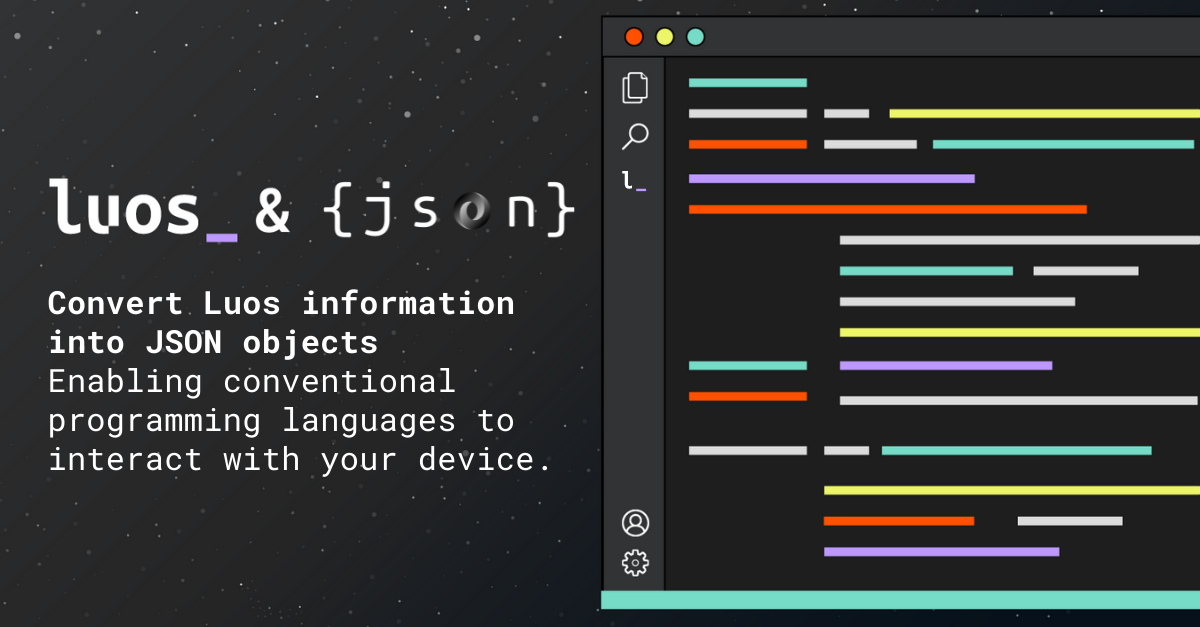 luos_ & {json}
Convert Luos information
into JSON objects
Enabling conventional
programming languages to
interact with your device.
l_